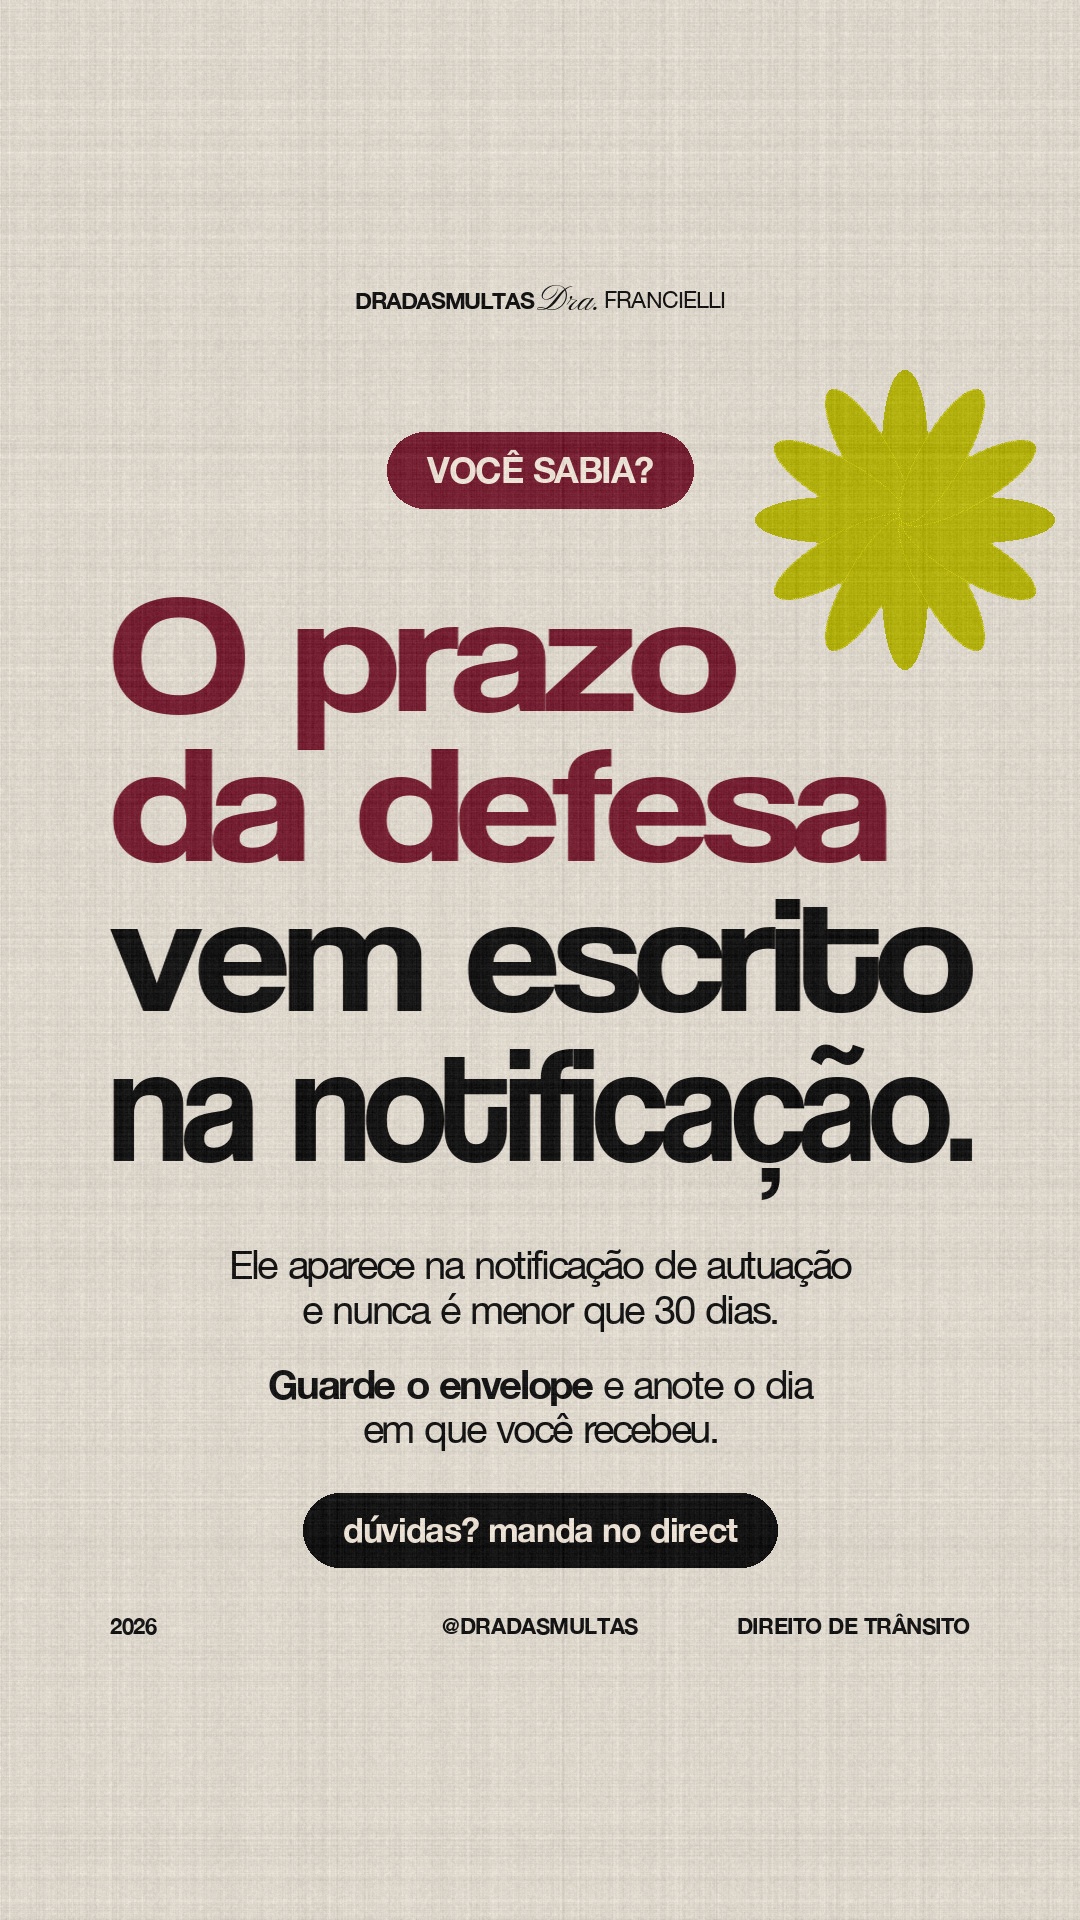 DRADASMULTAS Dra. FRANCIELLI
VOCÊ SABIA?
O prazo
da defesa
vem escrito
na notificação.
Ele aparece na notificação de autuação
e nunca é menor que 30 dias.
Guarde o envelope e anote o dia
em que você recebeu.
dúvidas? manda no direct
2026 @DRADASMULTAS DIREITO DE TRÂNSITO